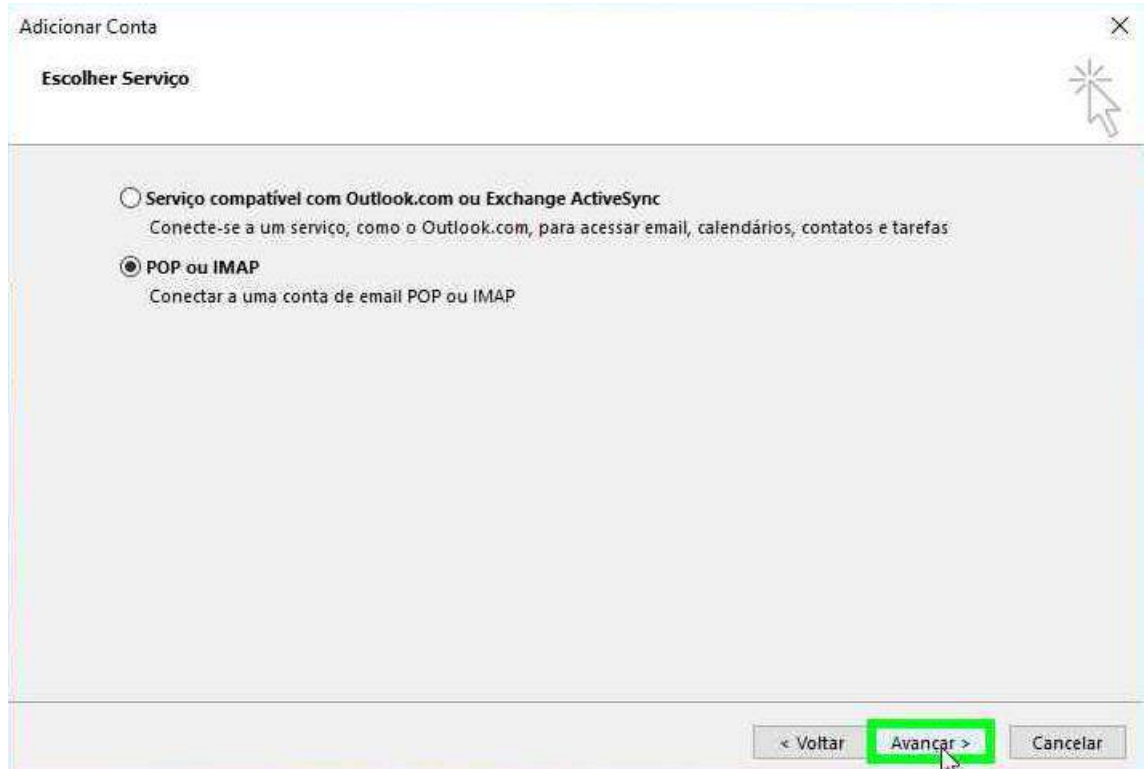 Adicionar Conta
Escolher Serviço
Serviço compatível com Outlook.com ou Exchange ActiveSync
Conecte-se a um serviço, como o Outlook.com, para acessar email, calendários, contatos e tarefas
POP ou IMAP
Conectar a uma conta de email POP ou IMAP
< Voltar Avançar > Cancelar